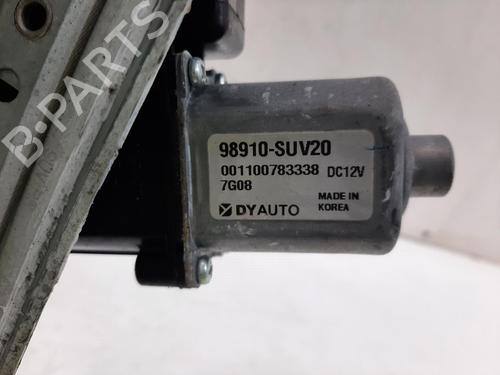 98910-SUV20
001100783338 DC12V
7G08
DYAUTO
MADE IN
KOREA
B-PARTS